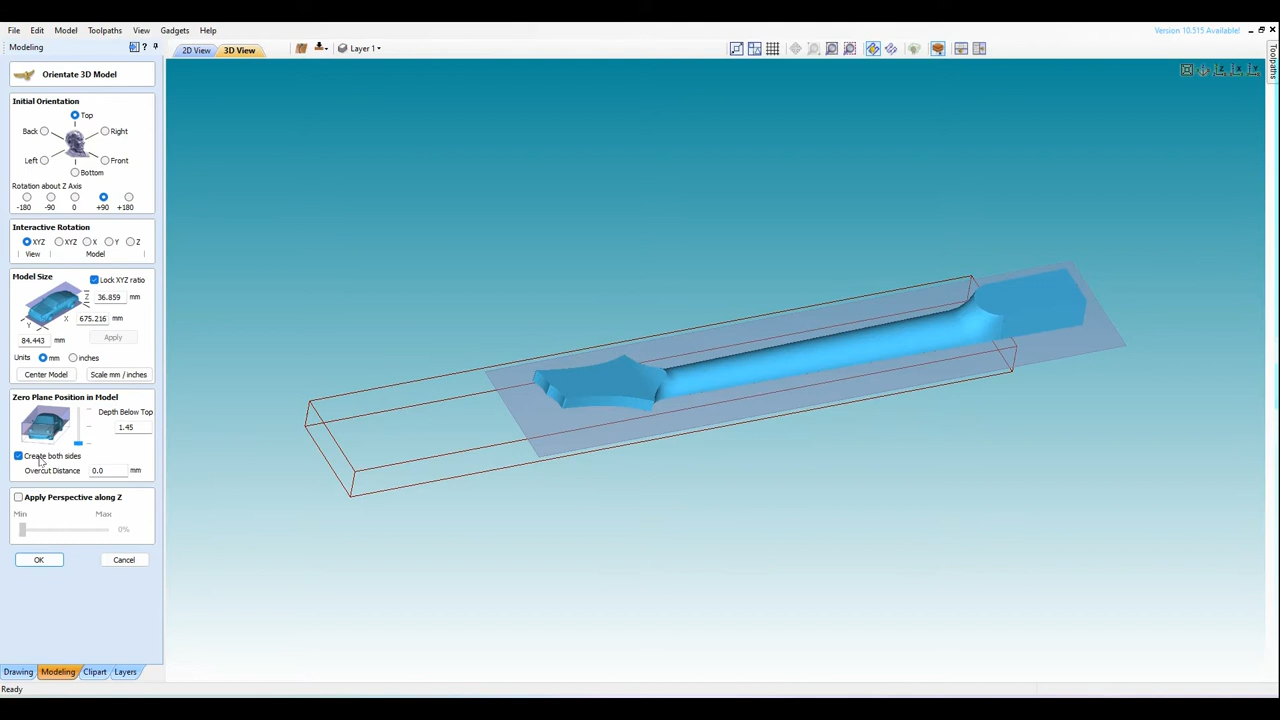 File Edit Model Toolpaths View Gadgets Help
Version 10.515 Available!
Modeling ?
2D View 3D View Layer 1
Toolpaths
Orientate 3D Model
Initial Orientation
Top
Back Right
Left Front
Bottom
Rotation about Z Axis
-180 -90 0 +90 +180
Interactive Rotation
XYZ XYZ X Y Z
View Model
Model Size
Lock XYZ ratio
Z 36.859 mm
X 675.216 mm
Y
84.443 mm Apply
Units mm inches
Center Model Scale mm / inches
Zero Plane Position in Model
Depth Below Top
1.45
Create both sides
Overcut Distance 0.0 mm
Apply Perspective along Z
Min Max
0%
OK Cancel
Drawing Modeling Clipart Layers
Ready